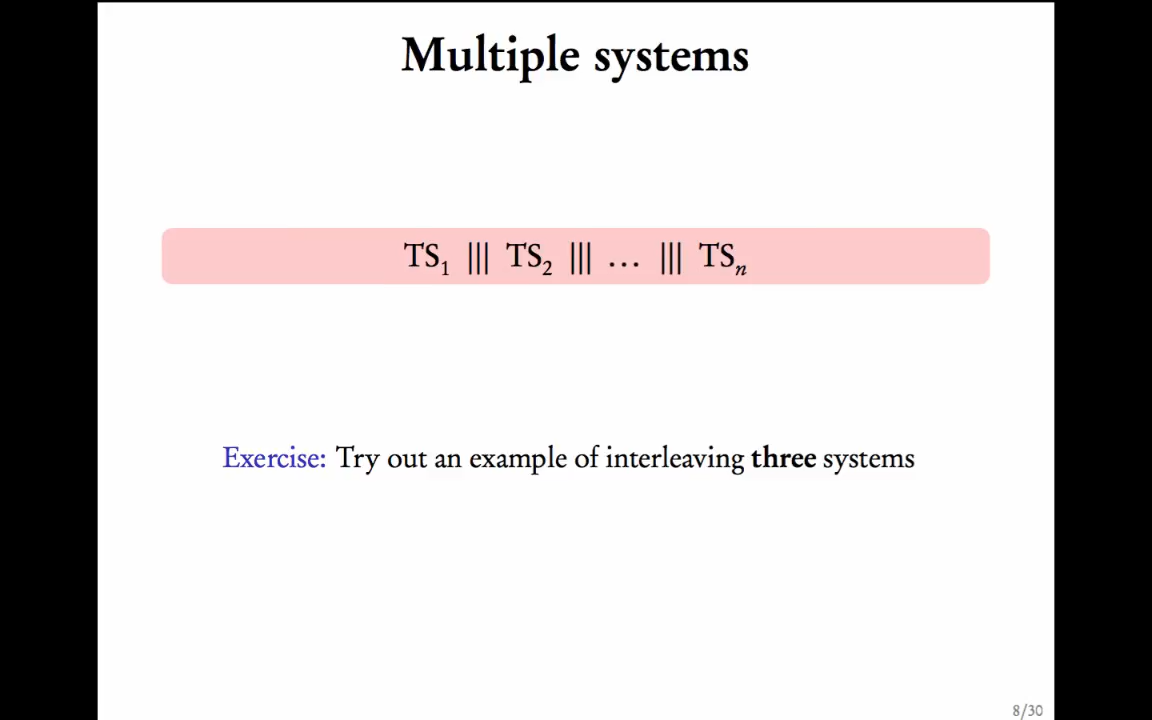 Multiple systems
TS₁ ||| TS₂ ||| … ||| TSₙ
Exercise: Try out an example of interleaving three systems
8/30